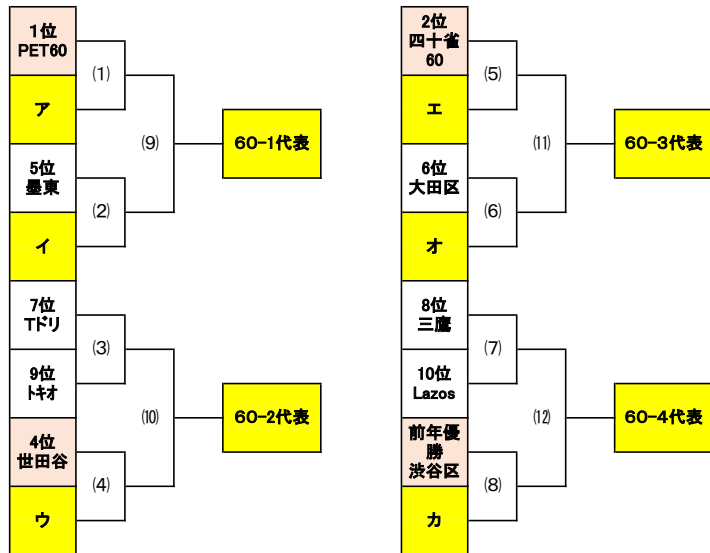 1位
PET60
(1)
ア
(9)
60-1代表
5位
墨東
(2)
イ
7位
Tドリ
(3)
9位
トキオ
(10)
60-2代表
4位
世田谷
(4)
ウ
2位
四十雀
60
(5)
エ
(11)
60-3代表
6位
大田区
(6)
オ
8位
三鷹
(7)
10位
Lazos
(12)
60-4代表
前年優
勝
渋谷区
(8)
カ